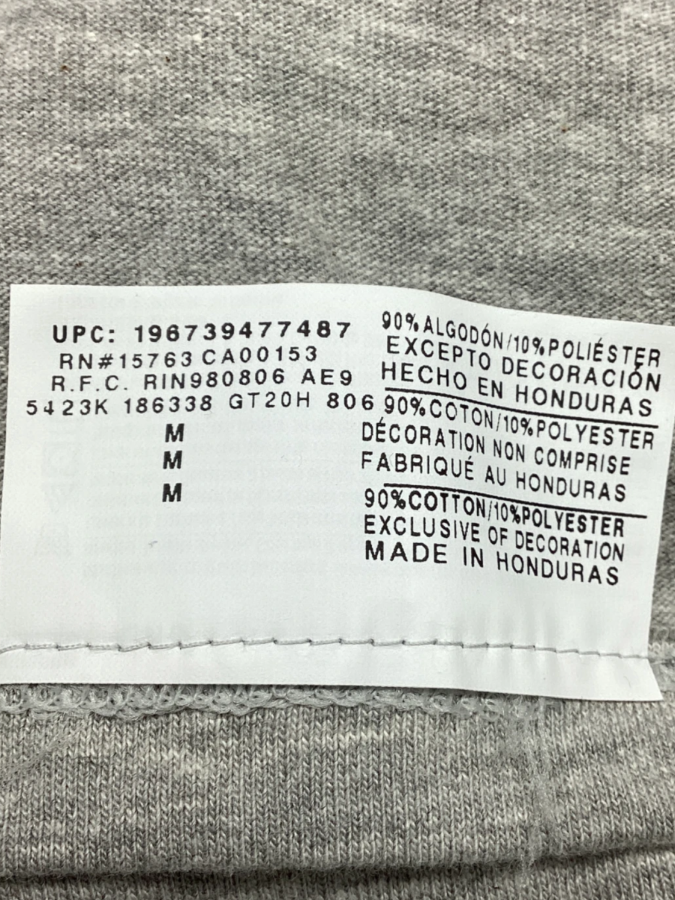 UPC: 196739477487
RN#15763 CA00153
R.F.C. RIN980806 AE9
5423K 186338 GT20H 806
M
M
M
90%ALGODÓN/10%POLIÉSTER
EXCEPTO DECORACIÓN
HECHO EN HONDURAS
90%COTON/10%POLYESTER
DÉCORATION NON COMPRISE
FABRIQUÉ AU HONDURAS
90%COTTON/10%POLYESTER
EXCLUSIVE OF DECORATION
MADE IN HONDURAS